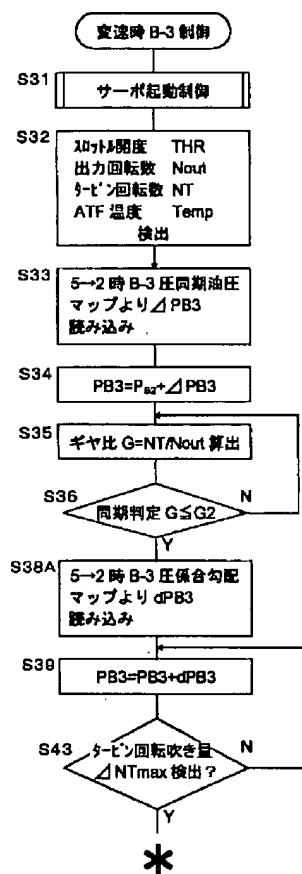 変速時 B-3 制御
S31
サーボ起動制御
S32
スロットル開度 THR
出力回転数 Nout
タービン回転数 NT
ATF 温度 Temp
検出
S33
5→2 時 B-3 圧同期油圧
マップより⊿PB3
読み込み
S34
PB3=PS2+⊿PB3
S35
ギヤ比 G=NT/Nout 算出
S36
同期判定 G≦G2
N
Y
S38A
5→2 時 B-3 圧係合勾配
マップより dPB3
読み込み
S39
PB3=PB3+dPB3
S43
タービン回転吹き量
⊿NTmax 検出?
N
Y
*